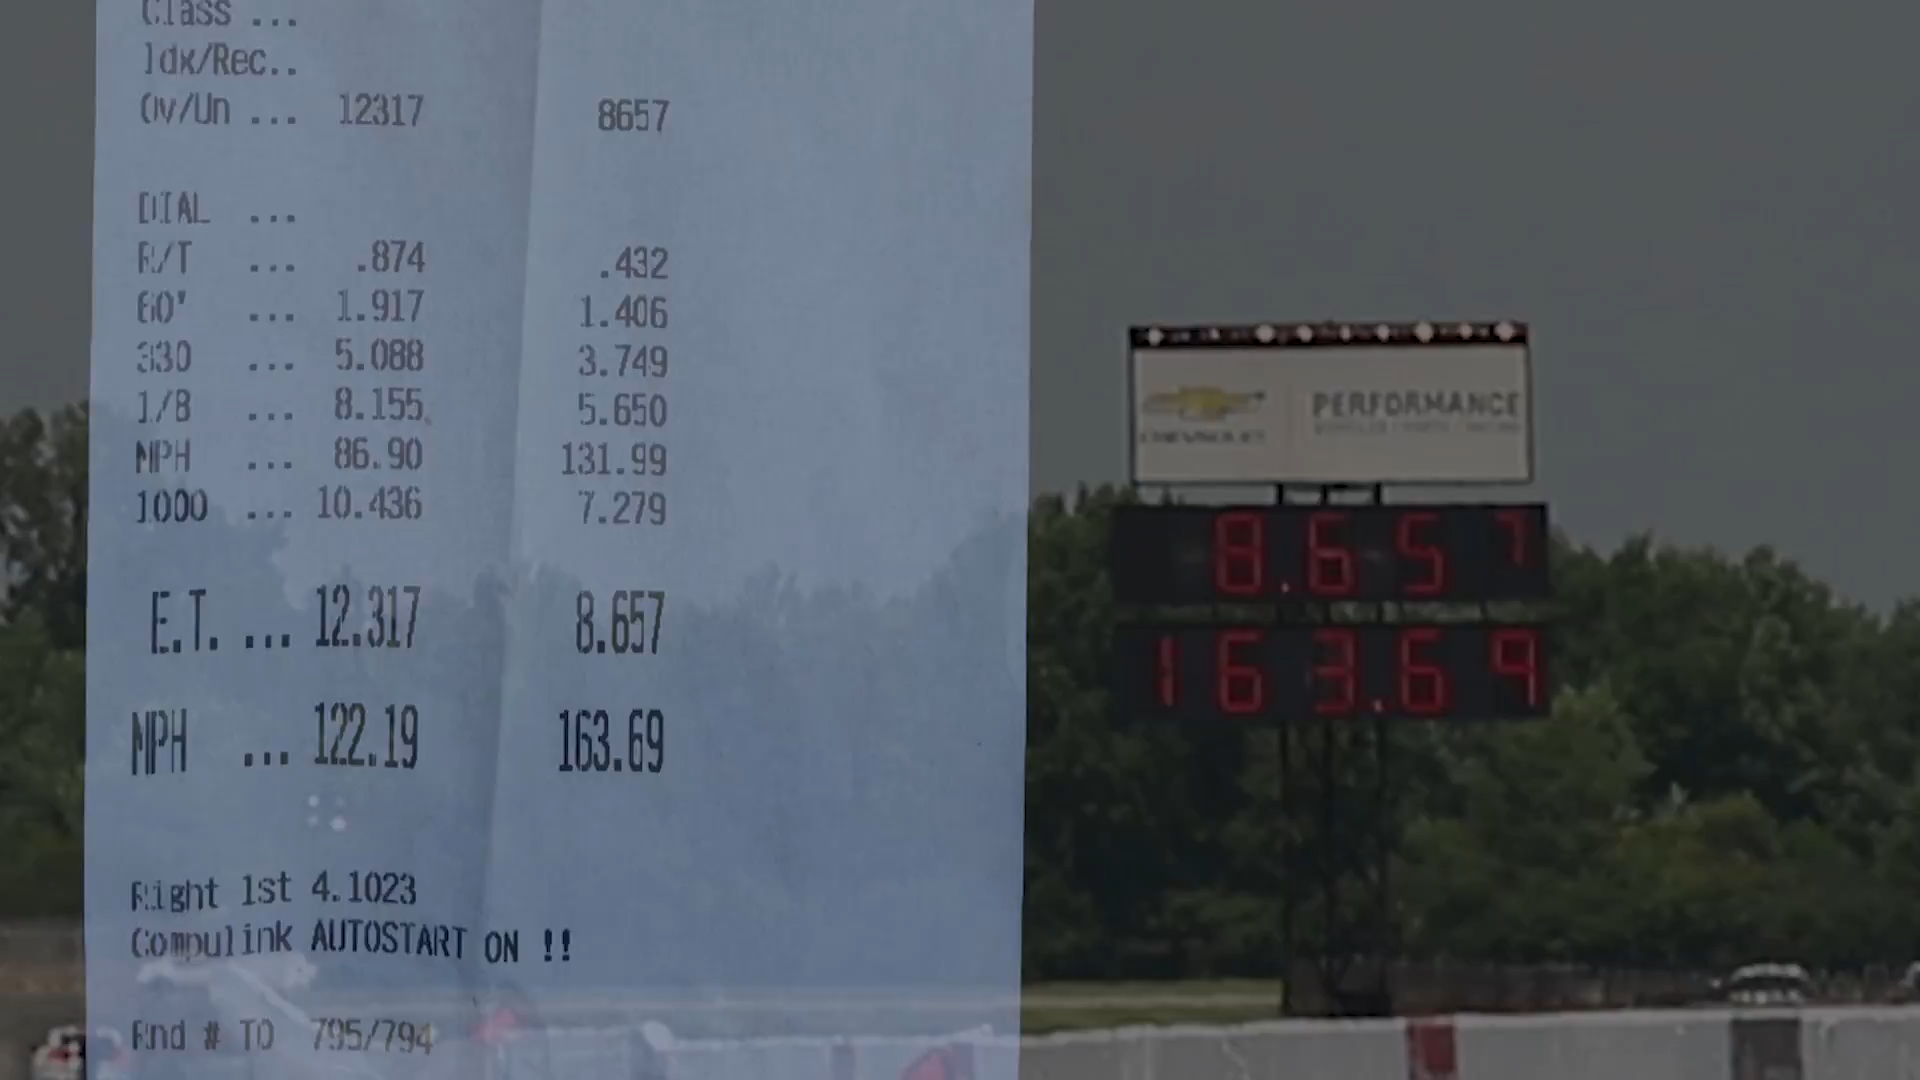 Class ...
Idx/Rec..
Ov/Un ... 12317 8657
DIAL ...
R/T ... .874 .432
60' ... 1.917 1.406
330 ... 5.088 3.749
1/8 ... 8.155 5.650
MPH ... 86.90 131.99
1000 ... 10.436 7.279
E.T. ... 12.317 8.657
MPH ... 122.19 163.69
Right 1st 4.1023
Compulink AUTOSTART ON !!
Rnd # TO 795/794
CHEVROLET
PERFORMANCE
8.657
163.69